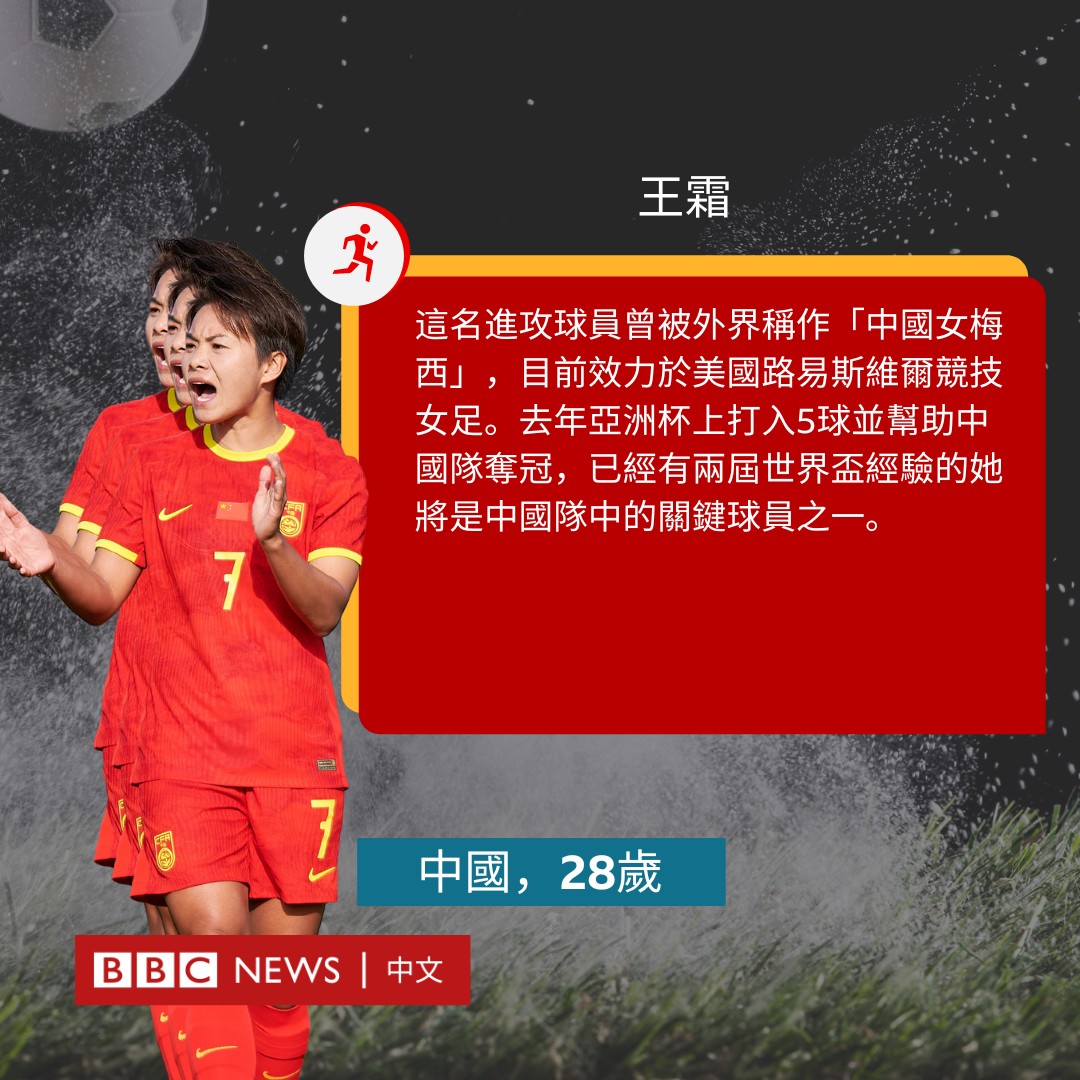 王霜
這名進攻球員曾被外界稱作「中國女梅
西」，目前效力於美國路易斯維爾競技
女足。去年亞洲杯上打入5球並幫助中
國隊奪冠，已經有兩屆世界盃經驗的她
將是中國隊中的關鍵球員之一。
CFA
7
7
CFA
中國，28歲
BBC NEWS | 中文